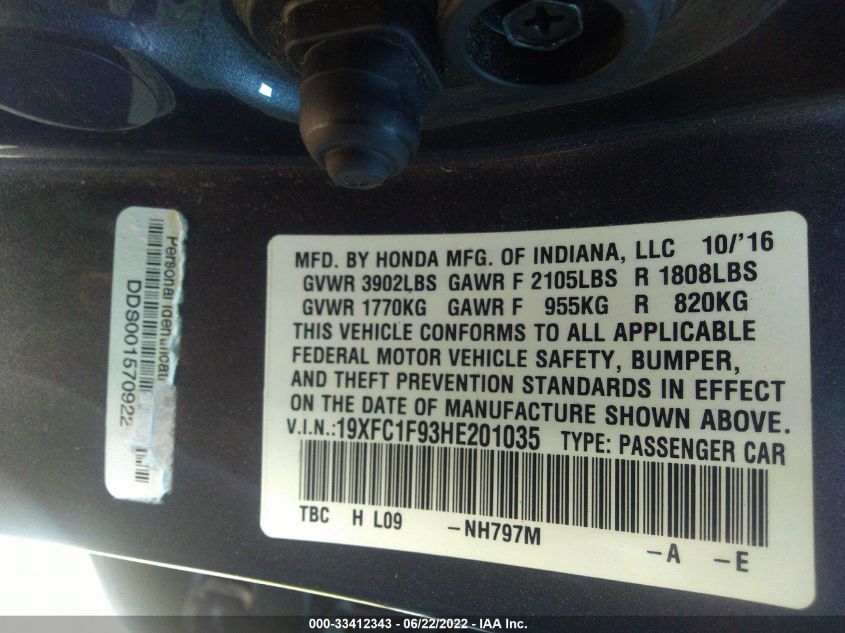 Personal Identificati
DDS001570922
MFD. BY HONDA MFG. OF INDIANA, LLC 10/'16
GVWR 3902LBS GAWR F 2105LBS R 1808LBS
GVWR 1770KG GAWR F 955KG R 820KG
THIS VEHICLE CONFORMS TO ALL APPLICABLE
FEDERAL MOTOR VEHICLE SAFETY, BUMPER,
AND THEFT PREVENTION STANDARDS IN EFFECT
ON THE DATE OF MANUFACTURE SHOWN ABOVE.
V.I.N.:19XFC1F93HE201035 TYPE: PASSENGER CAR
TBC H L09 -NH797M -A -E
000-33412343 - 06/22/2022 - IAA Inc.